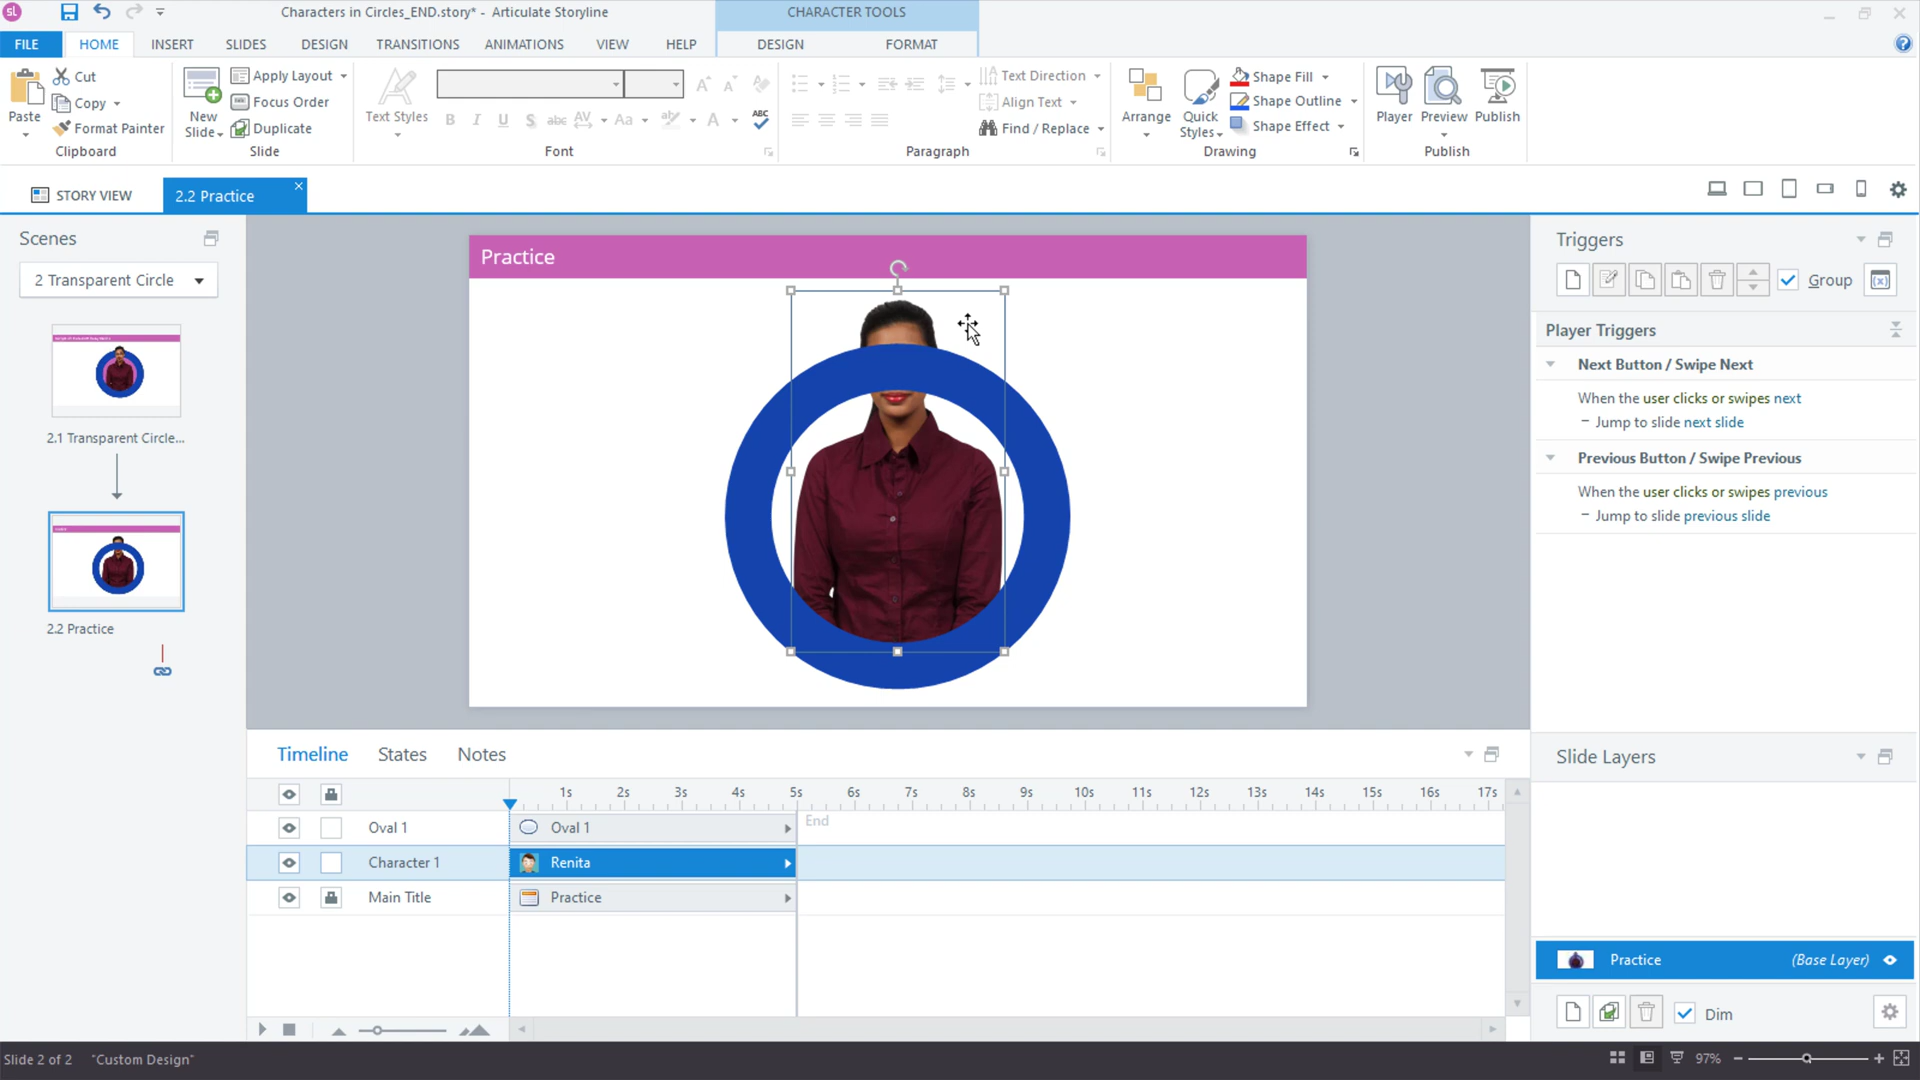 sl Characters in Circles_END.story* - Articulate Storyline CHARACTER TOOLS
FILE HOME INSERT SLIDES DESIGN TRANSITIONS ANIMATIONS VIEW HELP DESIGN FORMAT
Paste
Cut
Copy
Format Painter
Clipboard
New Slide
Apply Layout
Focus Order
Duplicate
Slide
Text Styles
B I U S abc AV Aa A
ABC
Font
Text Direction
Align Text
Find / Replace
Paragraph
Arrange
Quick Styles
Shape Fill
Shape Outline
Shape Effect
Drawing
Player
Preview
Publish
Publish
STORY VIEW
2.2 Practice
Scenes
2 Transparent Circle
2.1 Transparent Circle...
2.2 Practice
Practice
Triggers
Group
(x)
Player Triggers
Next Button / Swipe Next
When the user clicks or swipes next
– Jump to slide next slide
Previous Button / Swipe Previous
When the user clicks or swipes previous
– Jump to slide previous slide
Timeline States Notes
1s 2s 3s 4s 5s 6s 7s 8s 9s 10s 11s 12s 13s 14s 15s 16s 17s
Oval 1 Oval 1 End
Character 1 Renita
Main Title Practice
Slide Layers
Practice (Base Layer)
Dim
Slide 2 of 2 "Custom Design" 97%